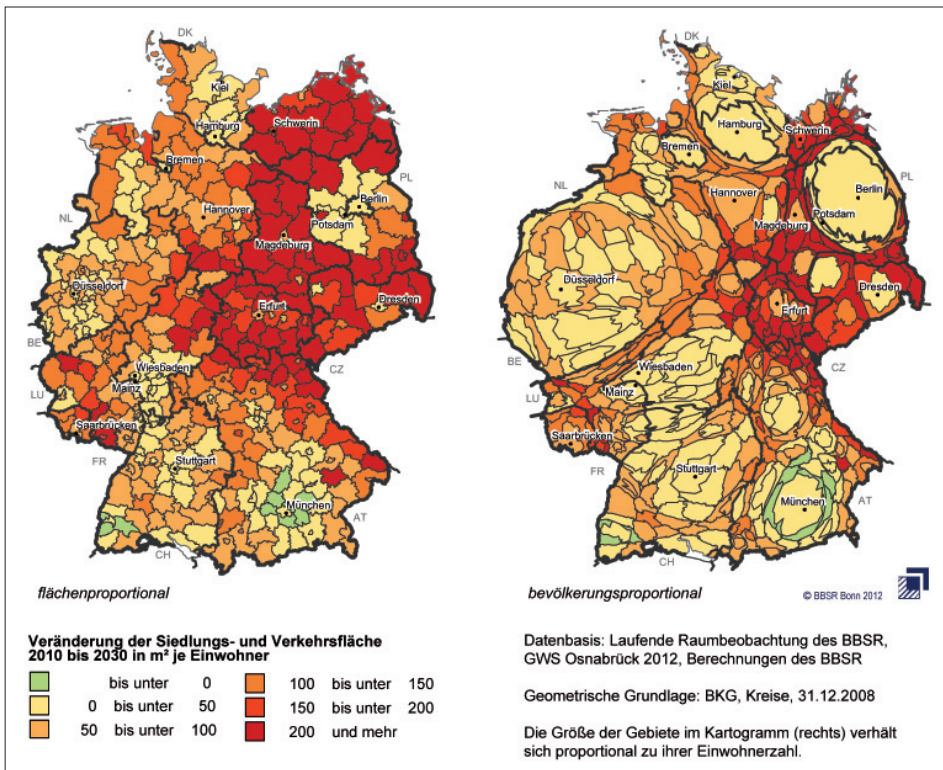 DK
Kiel
Hamburg
Schwerin
Bremen
PL
Berlin
NL
Hannover
Potsdam
Magdeburg
Düsseldorf
Erfurt
Dresden
BE
Wiesbaden
CZ
LU
Mainz
Saarbrücken
FR
Stuttgart
München
AT
CH
flächenproportional
DK
Kiel
Hamburg
Schwerin
Bremen
NL
PL
Berlin
Hannover
Magdeburg
Potsdam
Düsseldorf
Dresden
Erfurt
BE
Wiesbaden
CZ
LU
Mainz
Saarbrücken
FR
Stuttgart
München
AT
CH
bevölkerungsproportional
© BBSR Bonn 2012
Veränderung der Siedlungs- und Verkehrsfläche
2010 bis 2030 in m² je Einwohner
bis unter 0
0 bis unter 50
50 bis unter 100
100 bis unter 150
150 bis unter 200
200 und mehr
Datenbasis: Laufende Raumbeobachtung des BBSR,
GWS Osnabrück 2012, Berechnungen des BBSR
Geometrische Grundlage: BKG, Kreise, 31.12.2008
Die Größe der Gebiete im Kartogramm (rechts) verhält
sich proportional zu ihrer Einwohnerzahl.